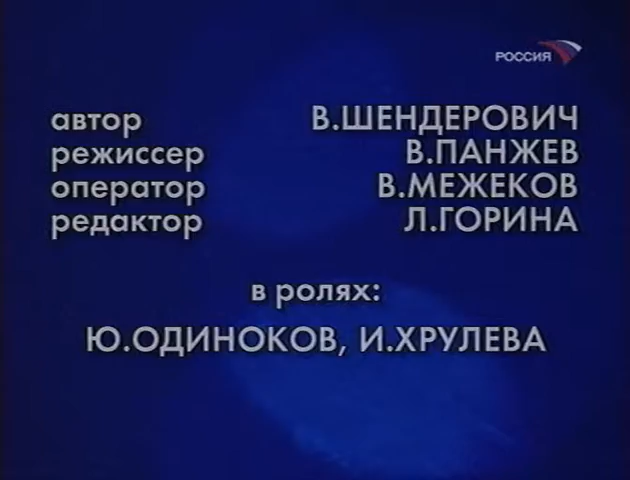 РОССИЯ
автор В.ШЕНДЕРОВИЧ
режиссер В.ПАНЖЕВ
оператор В.МЕЖЕКОВ
редактор Л.ГОРИНА
в ролях:
Ю.ОДИНОКОВ, И.ХРУЛЕВА